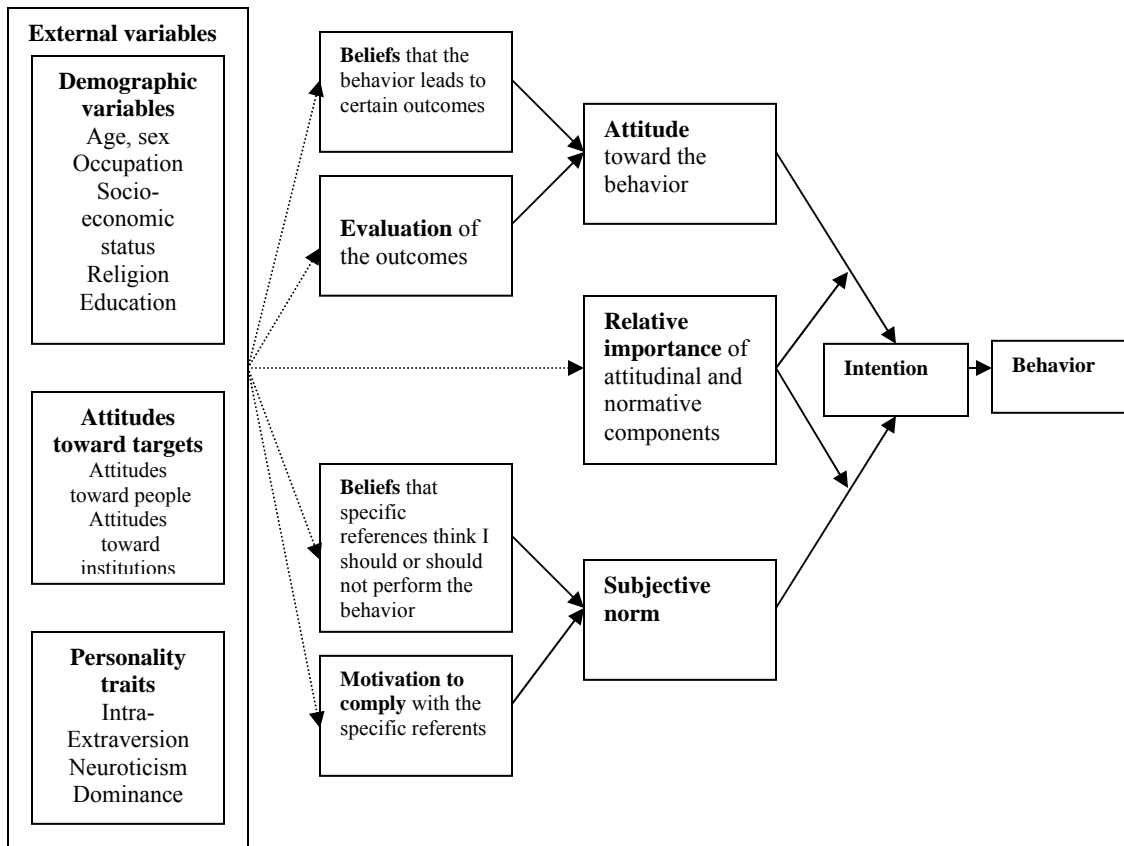 External variables
Demographic
variables
Age, sex
Occupation
Socio-
economic
status
Religion
Education
Attitudes
toward targets
Attitudes
toward people
Attitudes
toward
institutions
Personality
traits
Intra-
Extraversion
Neuroticism
Dominance
Beliefs that the
behavior leads to
certain outcomes
Evaluation of
the outcomes
Beliefs that
specific
references think I
should or should
not perform the
behavior
Motivation to
comply with the
specific referents
Attitude
toward the
behavior
Relative
importance of
attitudinal and
normative
components
Subjective
norm
Intention
Behavior